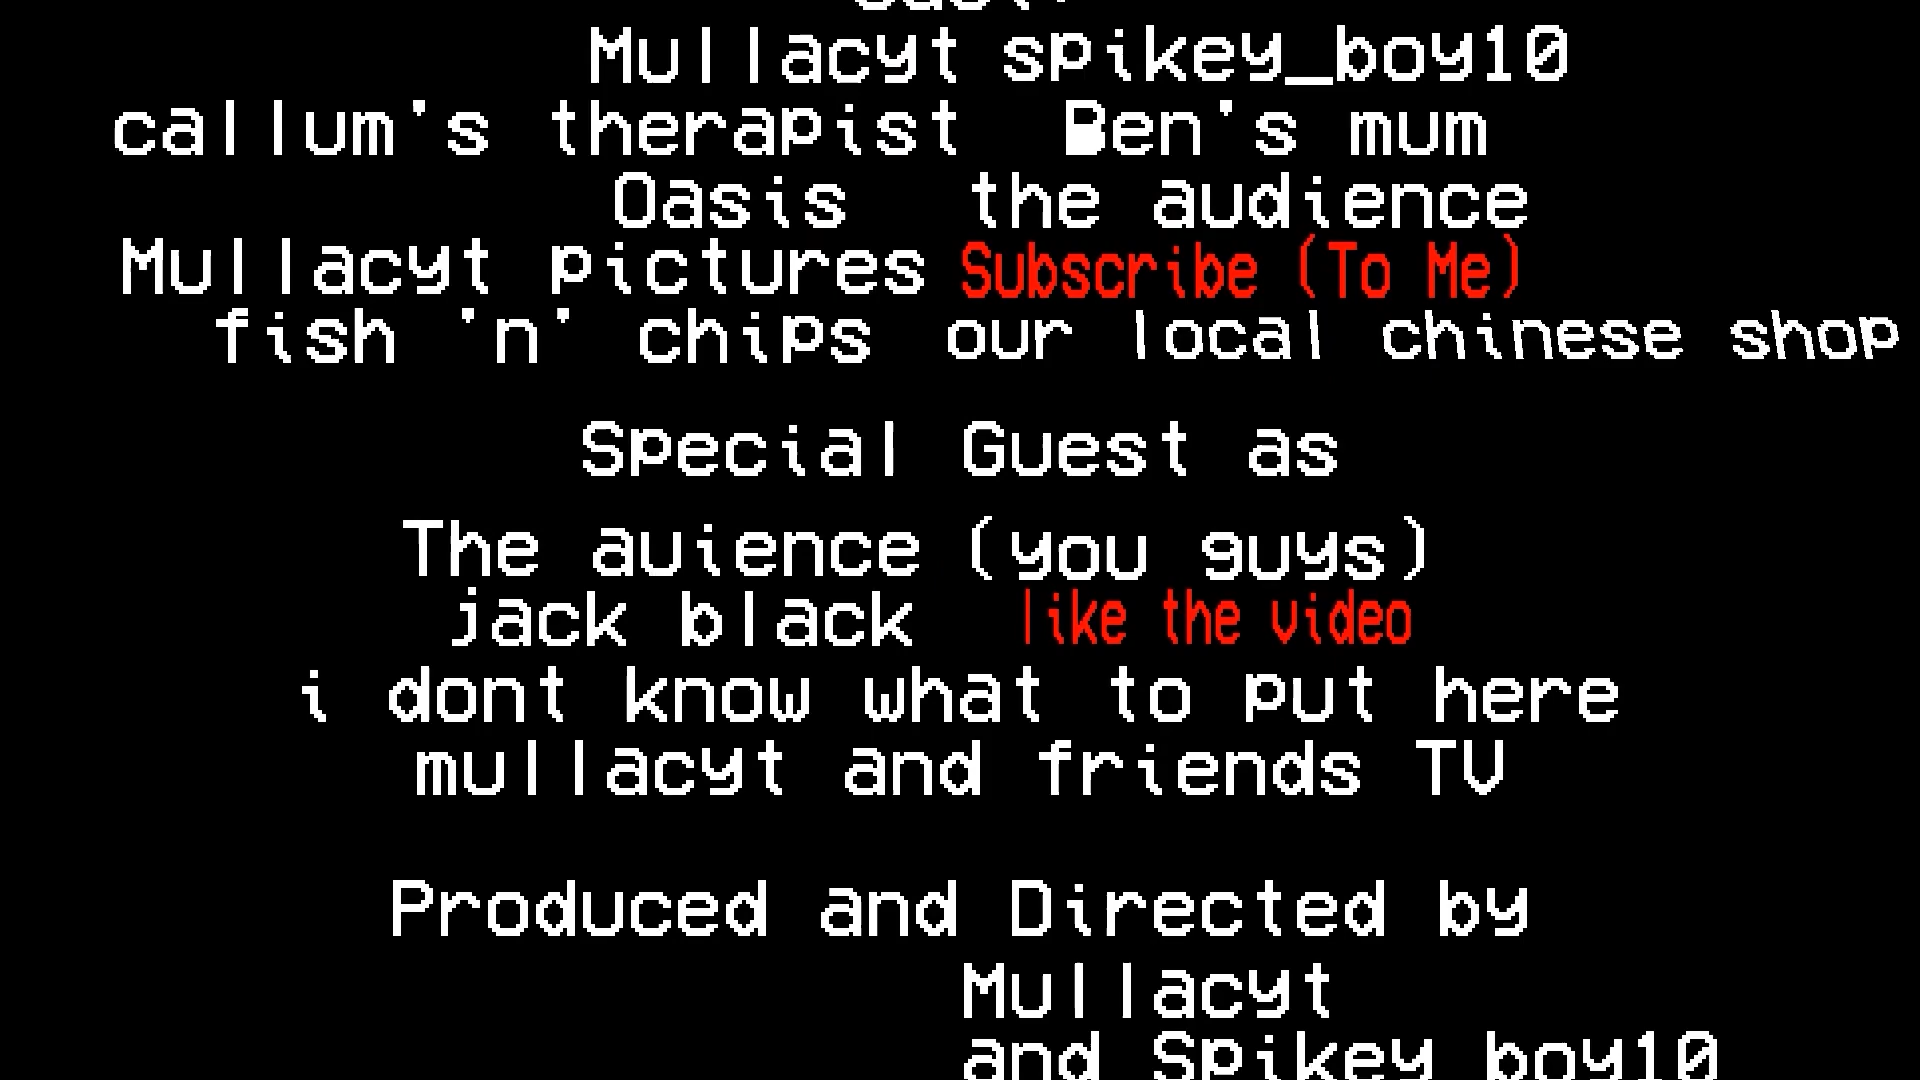 Mullacyt spikey_boy10
callum's therapist Ben's mum
Oasis the audience
Mullacyt pictures Subscribe (To Me)
fish 'n' chips our local chinese shop
Special Guest as
The auience (you guys)
jack black like the video
i dont know what to put here
mullacyt and friends TV
Produced and Directed by
Mullacyt
and Spikey_boy10